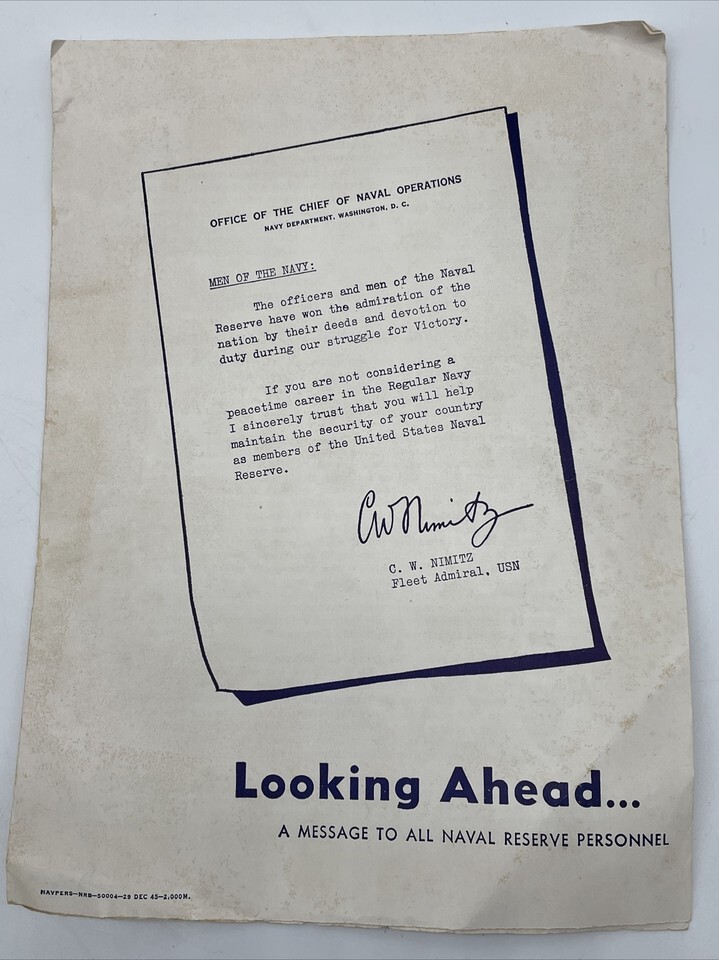 OFFICE OF THE CHIEF OF NAVAL OPERATIONS
NAVY DEPARTMENT, WASHINGTON, D. C.
MEN OF THE NAVY:
The officers and men of the Naval
Reserve have won the admiration of the
nation by their deeds and devotion to
duty during our struggle for Victory.
If you are not considering a
peacetime career in the Regular Navy
I sincerely trust that you will help
maintain the security of your country
as members of the United States Naval
Reserve.
CW Nimitz
C. W. NIMITZ
Fleet Admiral, USN
Looking Ahead...
A MESSAGE TO ALL NAVAL RESERVE PERSONNEL
NAVPERS—NRB—50004—29 DEC 45—2,000M.